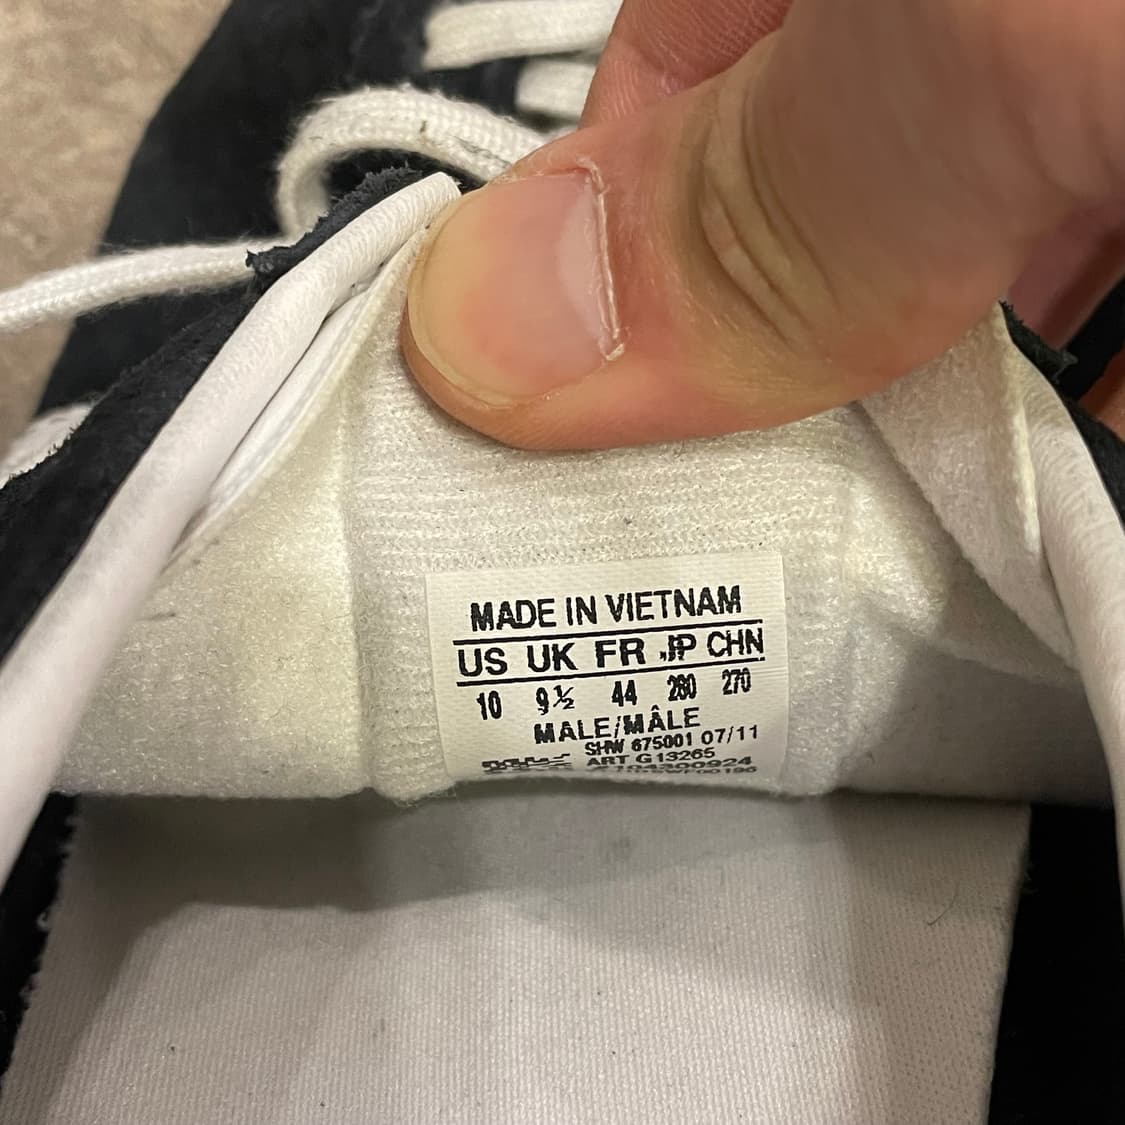 MADE IN VIETNAM
US UK FR JP CHN
10 9½ 44 280 270
MALE/MÂLE
SHW 675001 07/11
ART G13265